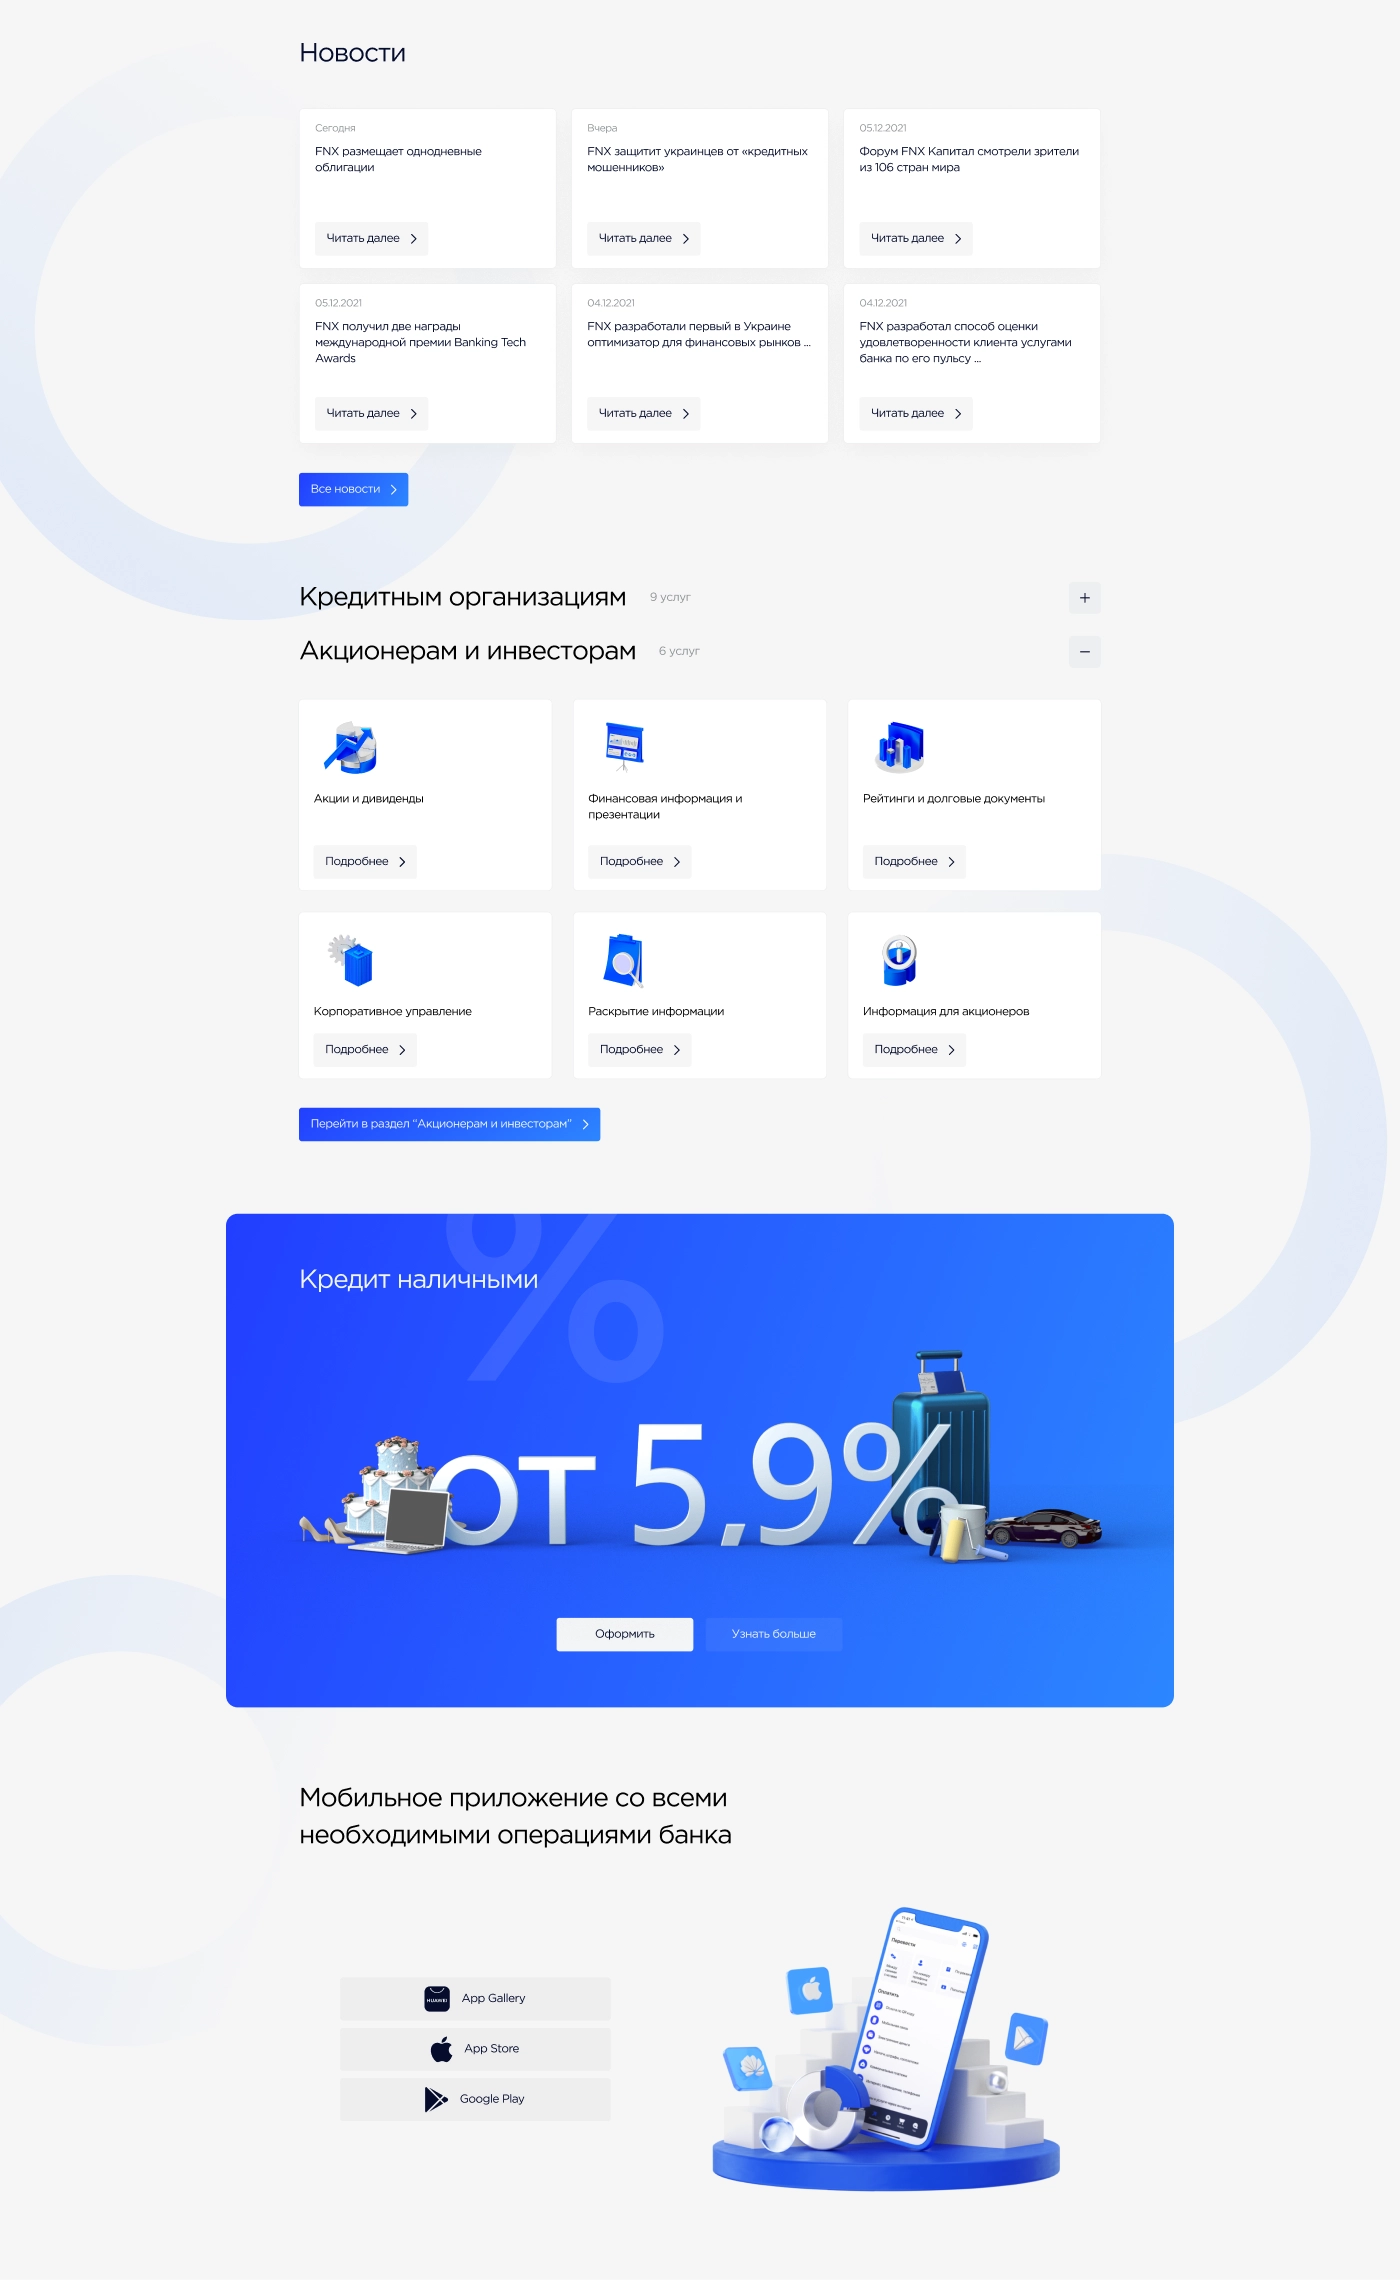 Новости
Сегодня
FNX размещает однодневные
облигации
Читать далее
Вчера
FNX защитит украинцев от «кредитных
мошенников»
Читать далее
05.12.2021
Форум FNX Капитал смотрели зрители
из 106 стран мира
Читать далее
05.12.2021
FNX получил две награды
международной премии Banking Tech
Awards
Читать далее
04.12.2021
FNX разработали первый в Украине
оптимизатор для финансовых рынков ...
Читать далее
04.12.2021
FNX разработал способ оценки
удовлетворенности клиента услугами
банка по его пульсу ...
Читать далее
Все новости
Кредитным организациям
9 услуг
+
Акционерам и инвесторам
6 услуг
−
Акции и дивиденды
Подробнее
Финансовая информация и
презентации
Подробнее
Рейтинги и долговые документы
Подробнее
Корпоративное управление
Подробнее
Раскрытие информации
Подробнее
Информация для акционеров
Подробнее
Перейти в раздел “Акционерам и инвесторам”
%
Кредит наличными
от 5,9%
Оформить
Узнать больше
Мобильное приложение со всеми
необходимыми операциями банка
HUAWEI
App Gallery
App Store
Google Play
Перевести
Оплатить